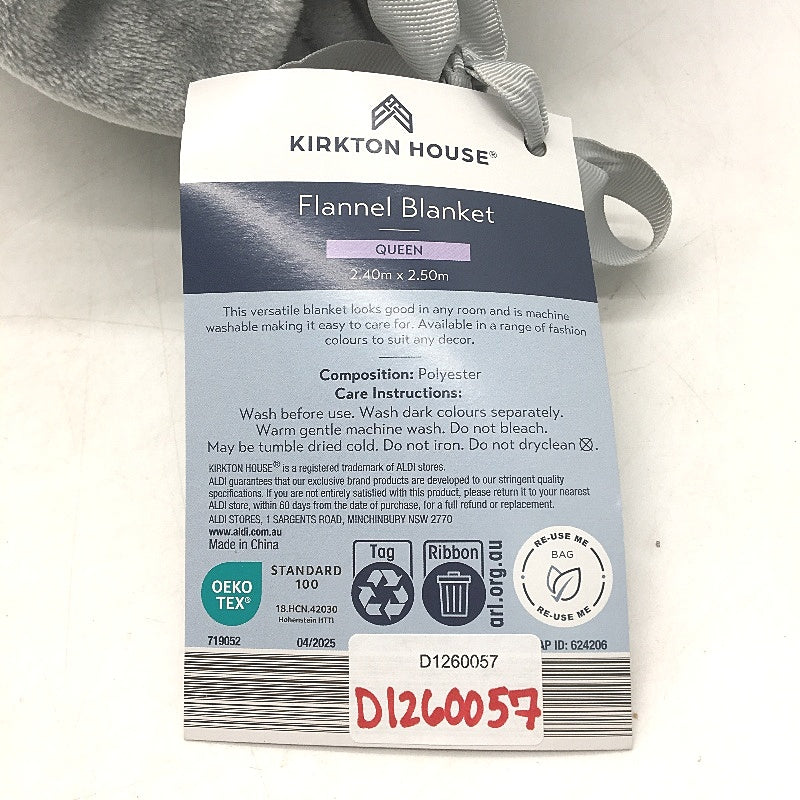 KIRKTON HOUSE®
Flannel Blanket
QUEEN
2.40m x 2.50m
This versatile blanket looks good in any room and is machine
washable making it easy to care for. Available in a range of fashion
colours to suit any decor.
Composition: Polyester
Care Instructions:
Wash before use. Wash dark colours separately.
Warm gentle machine wash. Do not bleach.
May be tumble dried cold. Do not iron. Do not dryclean.
KIRKTON HOUSE® is a registered trademark of ALDI stores.
ALDI guarantees that our exclusive brand products are developed to our stringent quality
specifications. If you are not entirely satisfied with this product, please return it to your nearest
ALDI store, within 60 days from the date of purchase, for a full refund or replacement.
ALDI STORES, 1 SARGENTS ROAD, MINCHINBURY NSW 2770
www.aldi.com.au
Made in China
OEKO
TEX®
STANDARD
100
18.HCN.42030
Hohenstein HTTI
Tag
Ribbon
arl.org.au
RE-USE ME
BAG
RE-USE ME
719052
04/2025
AP ID: 624206
D1260057
D1260057